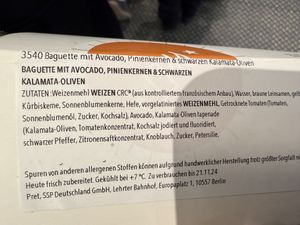 3540 Baguette mit Avocado, Pinienkernen & schwarzen Kalamata-Oliven
BAGUETTE MIT AVOCADO, PINIENKERNEN & SCHWARZEN
KALAMATA-OLIVEN
ZUTATEN: Weizenmehl WEIZEN CRC® (aus kontrolliertem französischem Anbau), Wasser, braune Leinsamen, gelbe
Kürbiskerne, Sonnenblumenkerne, Hefe, vorgelatiniertes WEIZENMEHL, Getrocknete Tomaten (Tomaten,
Sonnenblumenöl, Zucker, Kochsalz), Avocado, Kalamata-Oliven tapenade
(Kalamata-Oliven, Tomatenkonzentrat, Kochsalz jodiert und fluoridiert,
schwarzer Pfeffer, Zitronensaftkonzentrat, Knoblauch, Zucker, Petersilie,
Spuren von anderen allergenen Stoffen können aufgrund handwerklicher Herstellung trotz größter Sorgfalt
Heute frisch zubereitet. Gekühlt bei +7 °C. Zu verbrauchen bis 21.11.24
Pret, SSP Deutschland GmbH, Lehrter Bahnhof, Europaplatz 1, 10557 Berlin